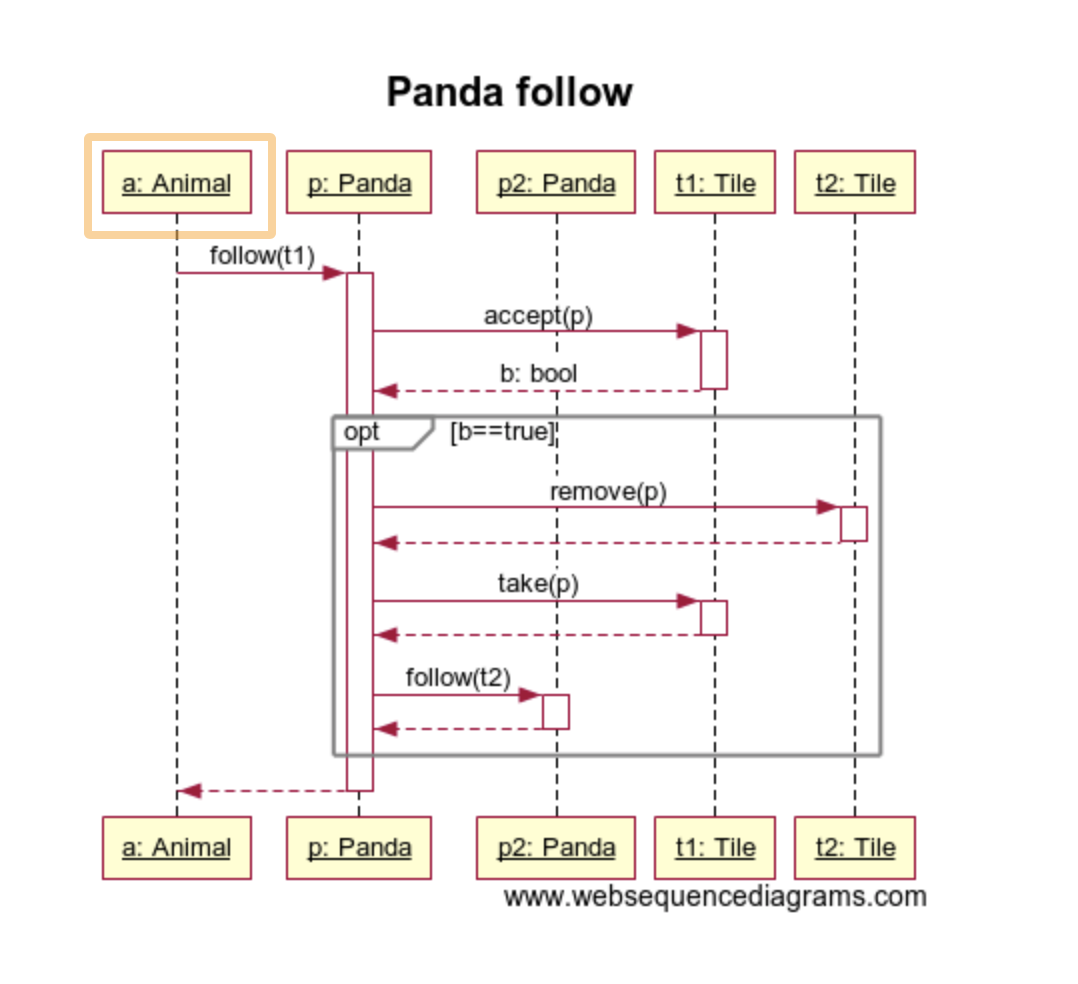 Panda follow
a: Animal
p: Panda
p2: Panda
t1: Tile
t2: Tile
follow(t1)
accept(p)
b: bool
opt
[b==true]
remove(p)
take(p)
follow(t2)
a: Animal
p: Panda
p2: Panda
t1: Tile
t2: Tile
www.websequencediagrams.com